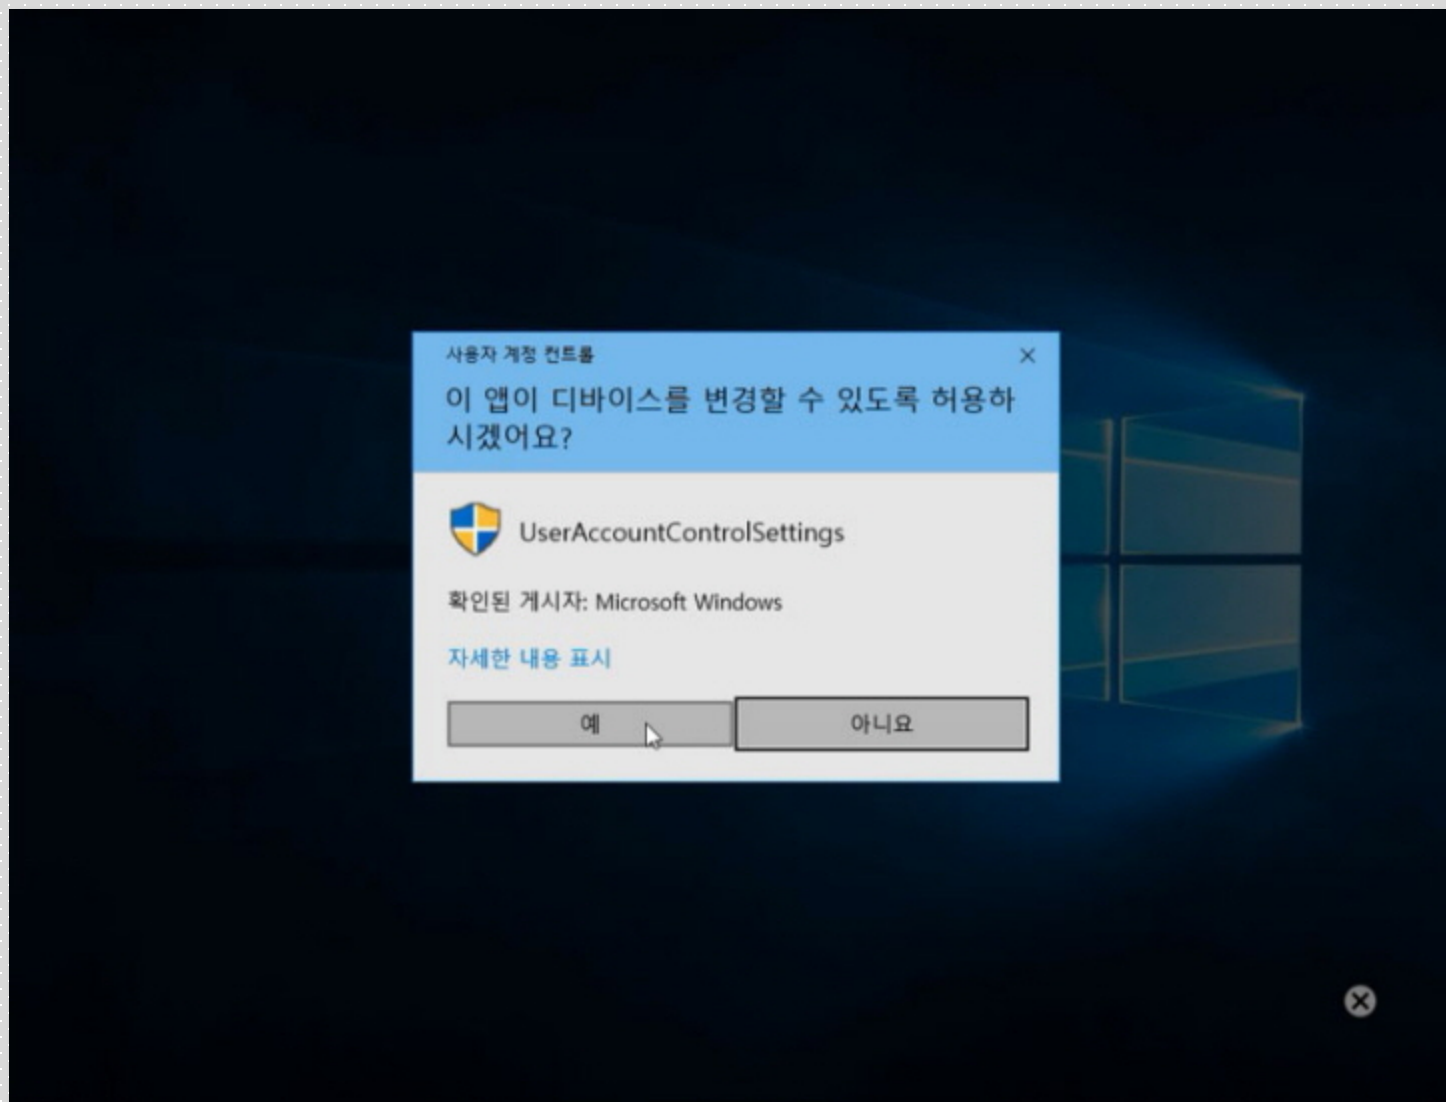 사용자 계정 컨트롤
이 앱이 디바이스를 변경할 수 있도록 허용하
시겠어요?
UserAccountControlSettings
확인된 게시자: Microsoft Windows
자세한 내용 표시
예
아니요